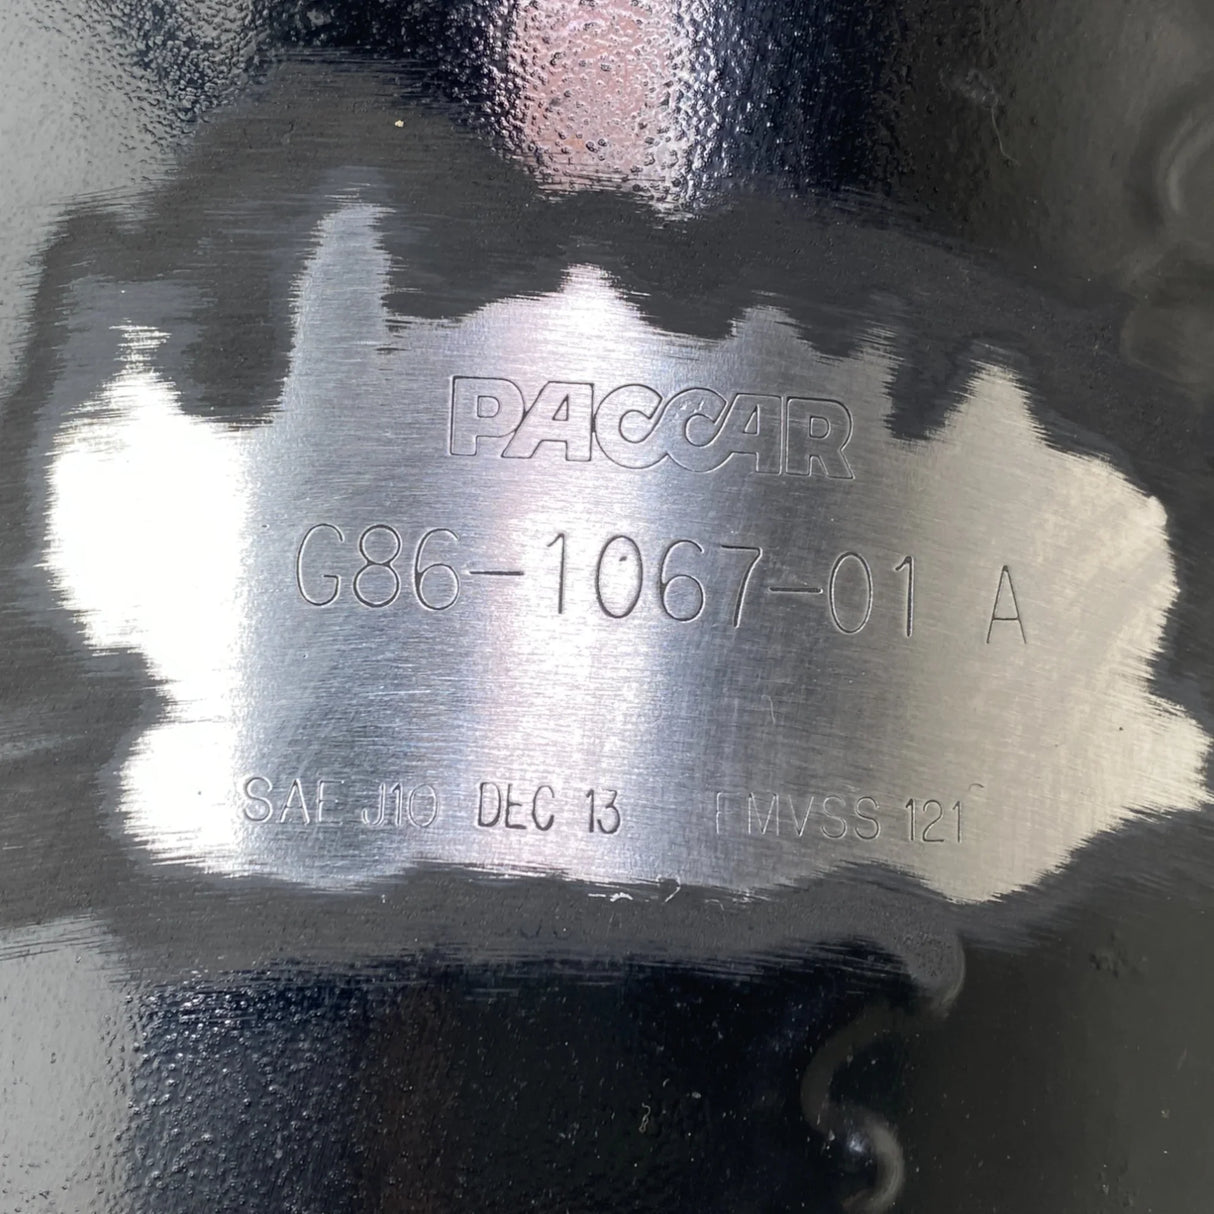 PACCAR
G86-1067-01 A
SAE J10 DEC 13 FMVSS 121